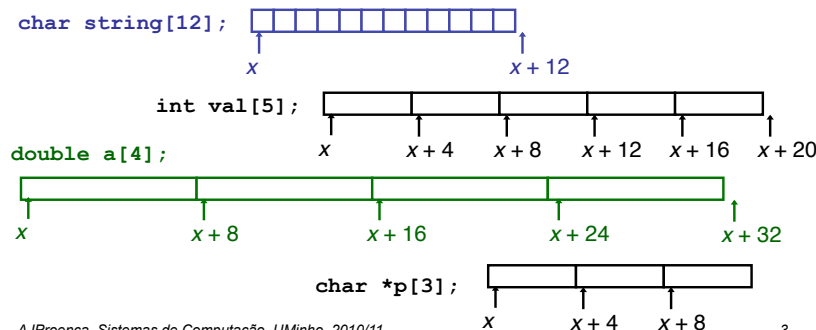 char string[12];
x x + 12
int val[5];
x x + 4 x + 8 x + 12 x + 16 x + 20
double a[4];
x x + 8 x + 16 x + 24 x + 32
char *p[3];
x x + 4 x + 8
AJProença, Sistemas de Computação, UMinho, 2010/11 3